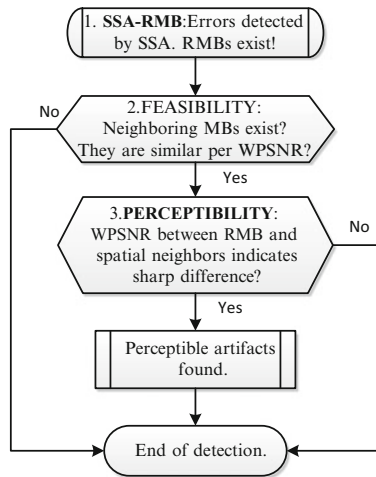 1. SSA-RMB:Errors detected
by SSA. RMBs exist!
No
2.FEASIBILITY:
Neighboring MBs exist?
They are similar per WPSNR?
Yes
3.PERCEPTIBILITY:
WPSNR between RMB and
spatial neighbors indicates
sharp difference?
No
Yes
Perceptible artifacts
found.
End of detection.